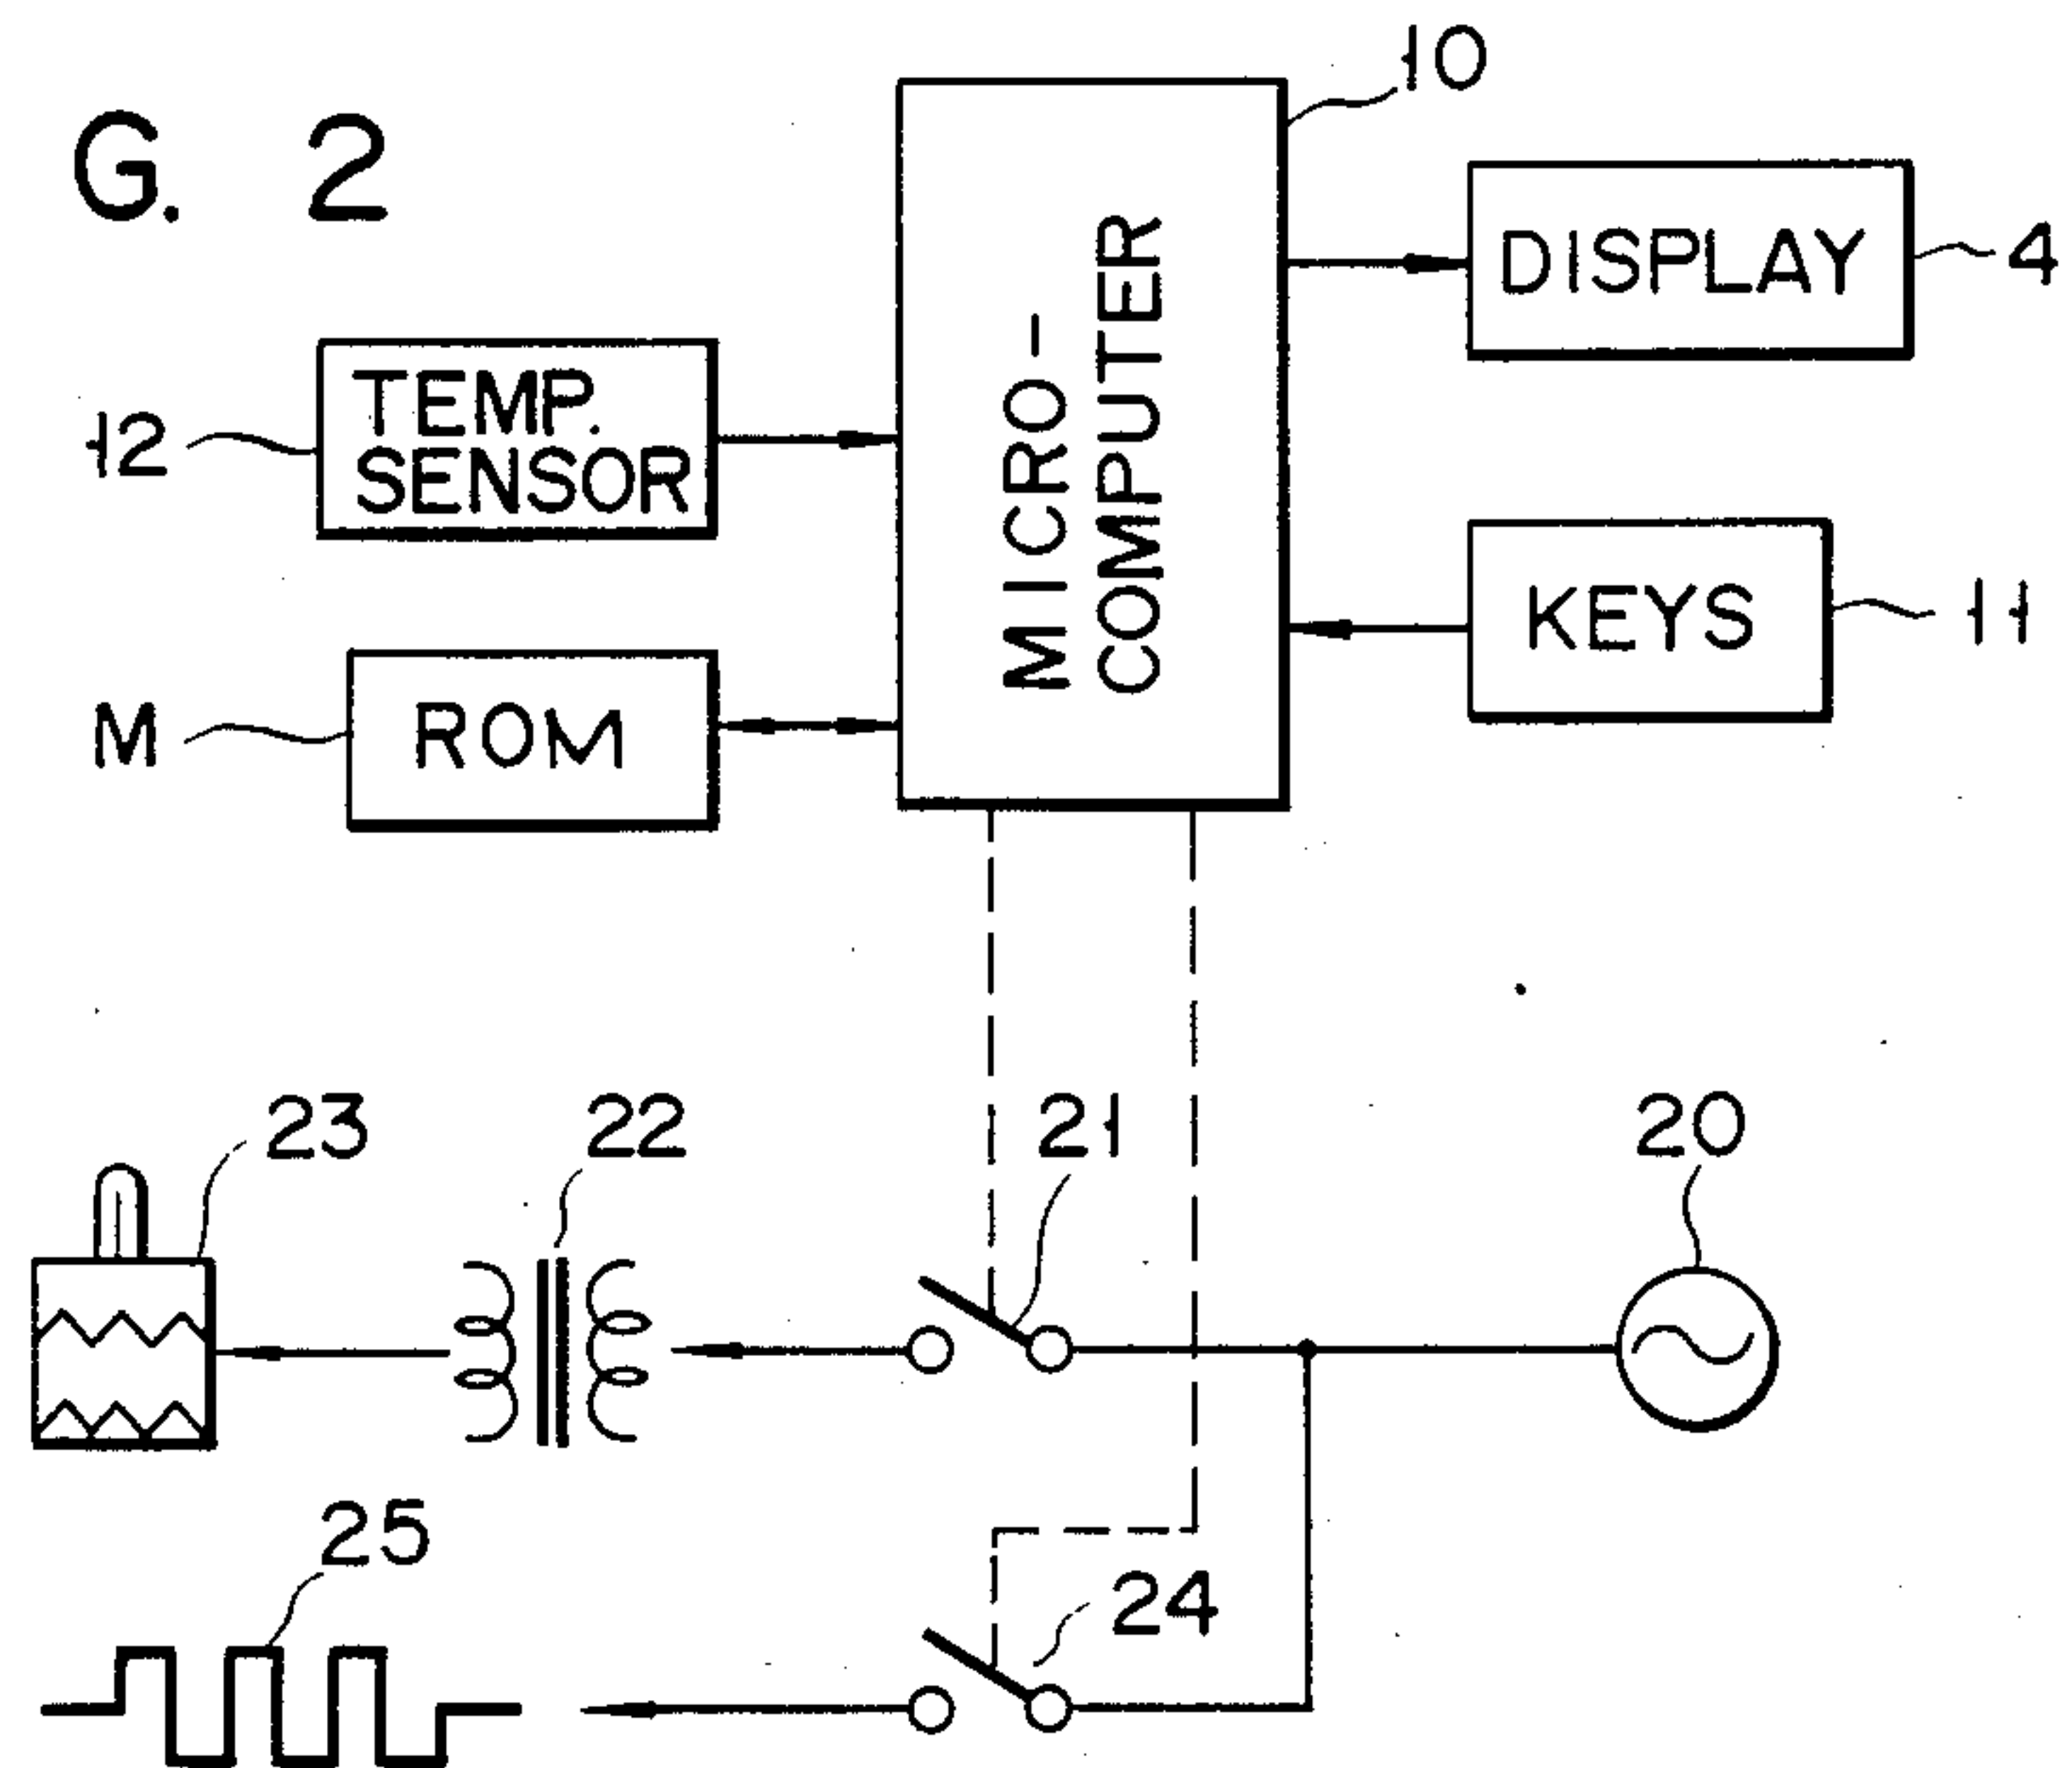 G. 2
10
MICRO-
COMPUTER
DISPLAY
4
12
TEMP.
SENSOR
KEYS
11
M
ROM
23
22
21
20
25
24